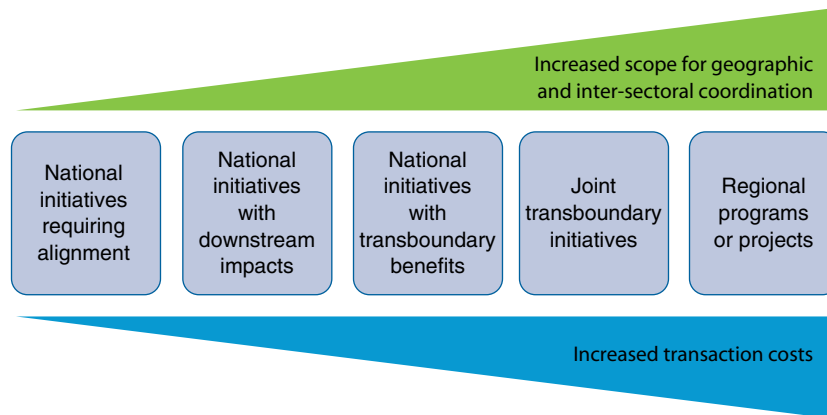 Increased scope for geographic
and inter-sectoral coordination
National
initiatives
requiring
alignment
National
initiatives
with
downstream
impacts
National
initiatives
with
transboundary
benefits
Joint
transboundary
initiatives
Regional
programs
or projects
Increased transaction costs